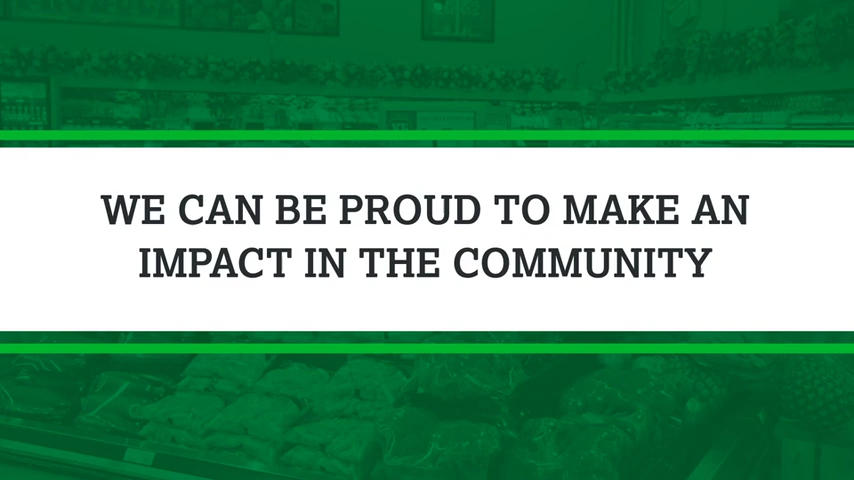 WE CAN BE PROUD TO MAKE AN
IMPACT IN THE COMMUNITY